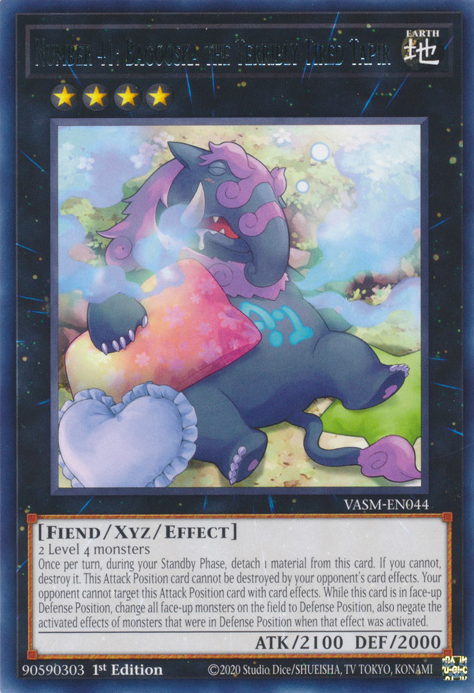 NUMBER 41: BAGOOSKA THE TERRIBLY TIRED TAPIR
EARTH
地
VASM-EN044
[FIEND/XYZ/EFFECT]
2 Level 4 monsters
Once per turn, during your Standby Phase, detach 1 material from this card. If you cannot,
destroy it. This Attack Position card cannot be destroyed by your opponent's card effects. Your
opponent cannot target this Attack Position card with card effects. While this card is in face-up
Defense Position, change all face-up monsters on the field to Defense Position, also negate the
activated effects of monsters that were in Defense Position when that effect was activated.
ATK/2100 DEF/2000
90590303 1st Edition ©2020 Studio Dice/SHUEISHA, TV TOKYO, KONAMI